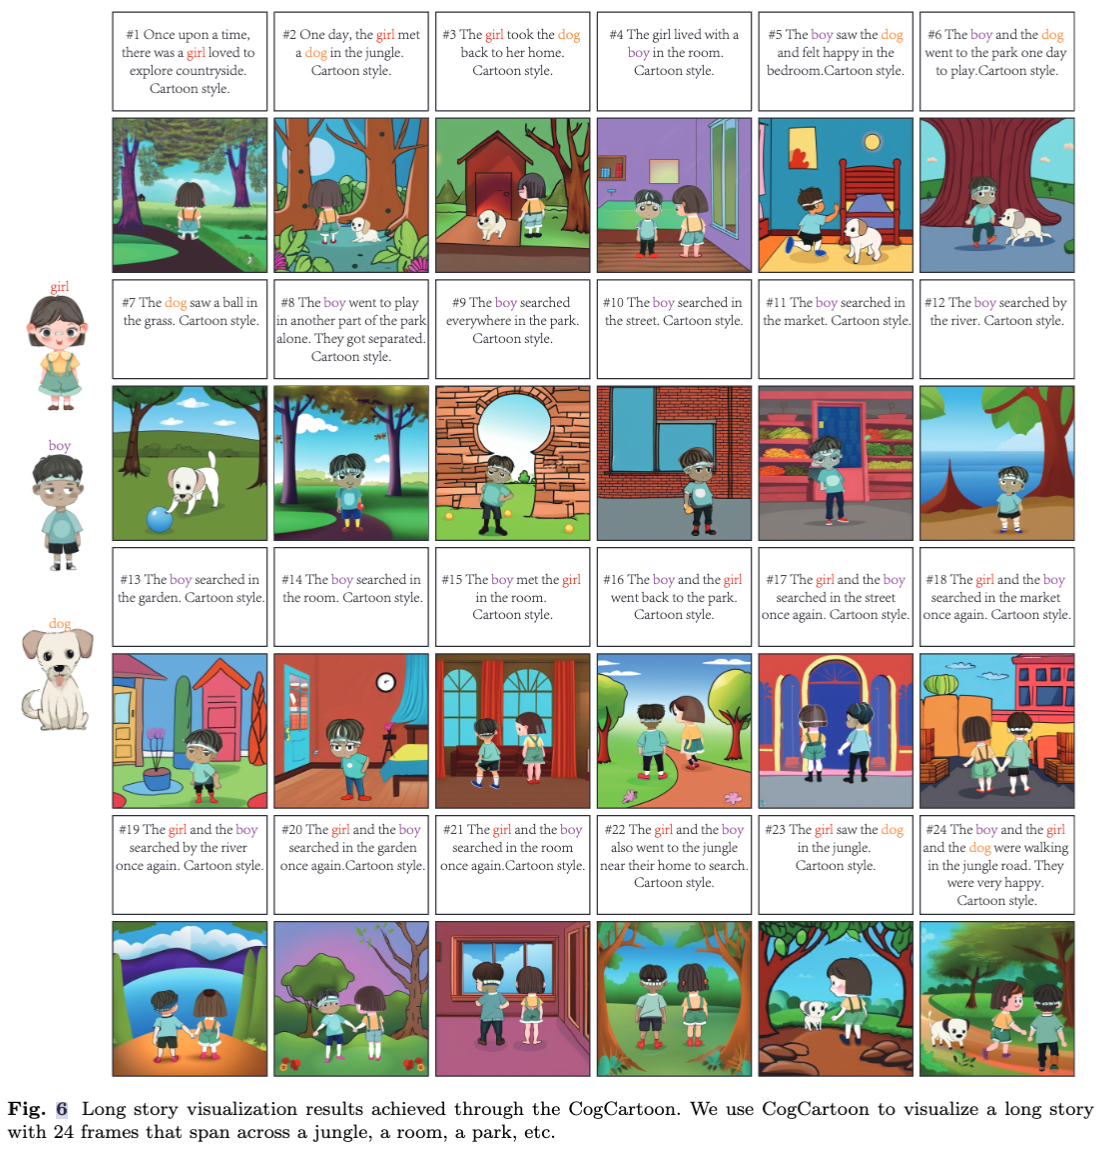 #1 Once upon a time,
there was a girl loved to
explore countryside.
Cartoon style.
#2 One day, the girl met
a dog in the jungle.
Cartoon style.
#3 The girl took the dog
back to her home.
Cartoon style.
#4 The girl lived with a
boy in the room.
Cartoon style.
#5 The boy saw the dog
and felt happy in the
bedroom.Cartoon style.
#6 The boy and the dog
went to the park one day
to play.Cartoon style.
girl
boy
dog
#7 The dog saw a ball in
the grass. Cartoon style.
#8 The boy went to play
in another part of the park
alone. They got separated.
Cartoon style.
#9 The boy searched
everywhere in the park.
Cartoon style.
#10 The boy searched in
the street. Cartoon style.
#11 The boy searched in
the market. Cartoon style.
#12 The boy searched by
the river. Cartoon style.
#13 The boy searched in
the garden. Cartoon style.
#14 The boy searched in
the room. Cartoon style.
#15 The boy met the girl
in the room.
Cartoon style.
#16 The boy and the girl
went back to the park.
Cartoon style.
#17 The girl and the boy
searched in the street
once again. Cartoon style.
#18 The girl and the boy
searched in the market
once again. Cartoon style.
#19 The girl and the boy
searched by the river
once again. Cartoon style.
#20 The girl and the boy
searched in the garden
once again.Cartoon style.
#21 The girl and the boy
searched in the room
once again.Cartoon style.
#22 The girl and the boy
also went to the jungle
near their home to search.
Cartoon style.
#23 The girl saw the dog
in the jungle.
Cartoon style.
#24 The boy and the girl
and the dog were walking
in the jungle road. They
were very happy.
Cartoon style.
Fig. 6 Long story visualization results achieved through the CogCartoon. We use CogCartoon to visualize a long story
with 24 frames that span across a jungle, a room, a park, etc.